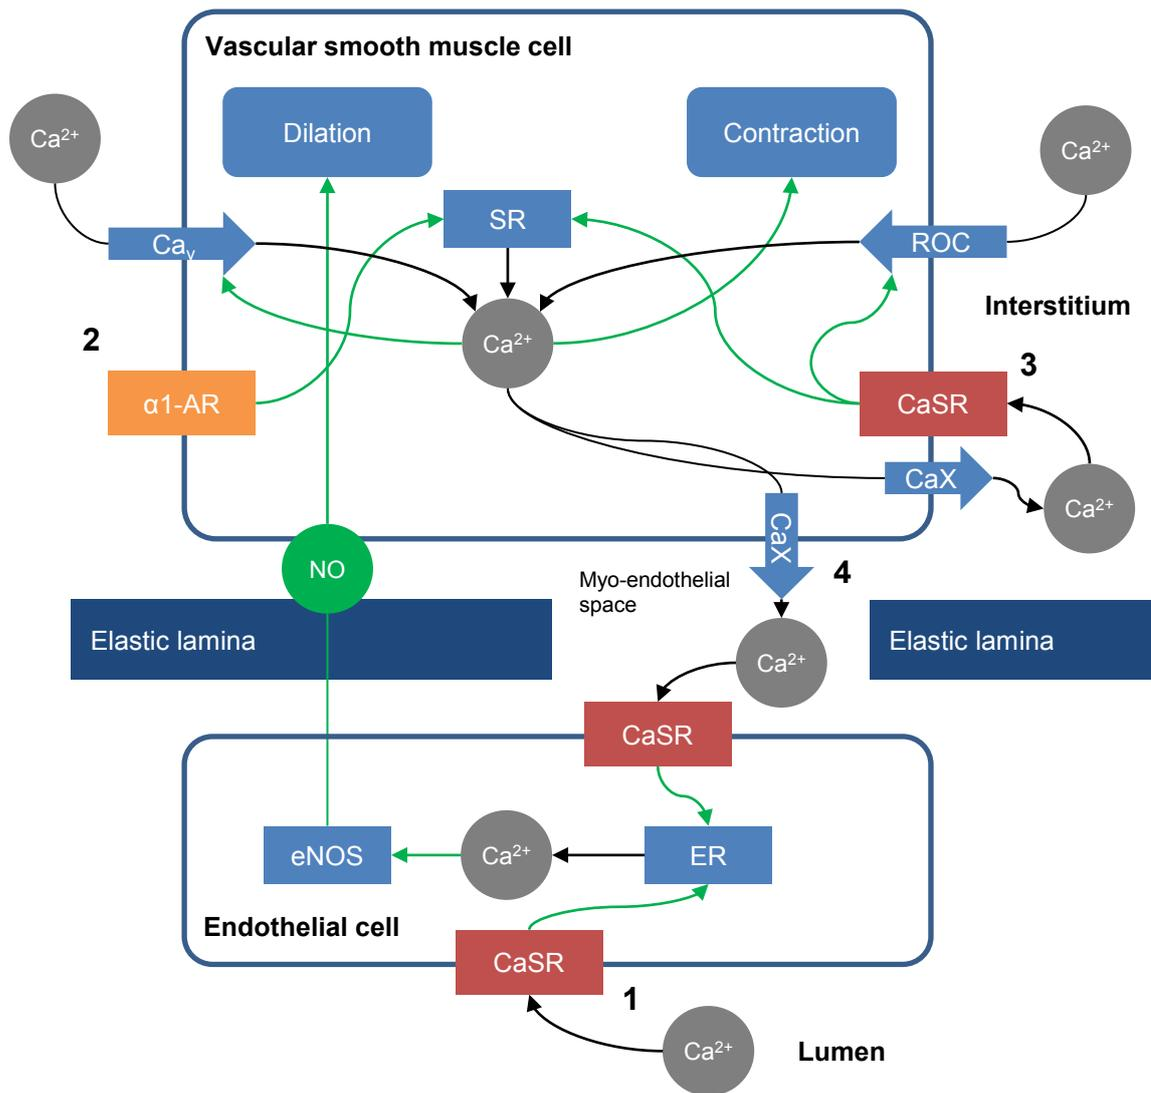 Vascular smooth muscle cell
Ca²⁺
Dilation
Contraction
Ca²⁺
SR
Caᵧ
ROC
Interstitium
2
Ca²⁺
3
α1-AR
CaSR
CaX
Ca²⁺
CaX
NO
4
Myo-endothelial
space
Elastic lamina
Elastic lamina
Ca²⁺
CaSR
eNOS
Ca²⁺
ER
Endothelial cell
CaSR
1
Ca²⁺
Lumen